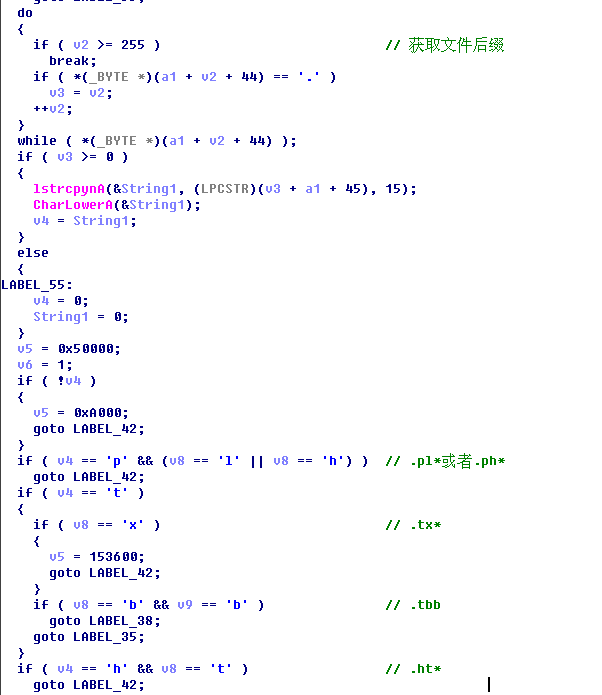 do
{
if ( v2 >= 255 ) // 获取文件后缀
break;
if ( *(_BYTE *)(a1 + v2 + 44) == '.' )
v3 = v2;
++v2;
}
while ( *(_BYTE *)(a1 + v2 + 44) );
if ( v3 >= 0 )
{
lstrcpynA(&String1, (LPCSTR)(v3 + a1 + 45), 15);
CharLowerA(&String1);
v4 = String1;
}
else
{
LABEL_55:
v4 = 0;
String1 = 0;
}
v5 = 0x50000;
v6 = 1;
if ( !v4 )
{
v5 = 0xA000;
goto LABEL_42;
}
if ( v4 == 'p' && (v8 == 'l' || v8 == 'h') ) // .pl*或者.ph*
goto LABEL_42;
if ( v4 == 't' )
{
if ( v8 == 'x' ) // .tx*
{
v5 = 153600;
goto LABEL_42;
}
if ( v8 == 'b' && v9 == 'b' ) // .tbb
goto LABEL_38;
goto LABEL_35;
}
if ( v4 == 'h' && v8 == 't' ) // .ht*
goto LABEL_42;